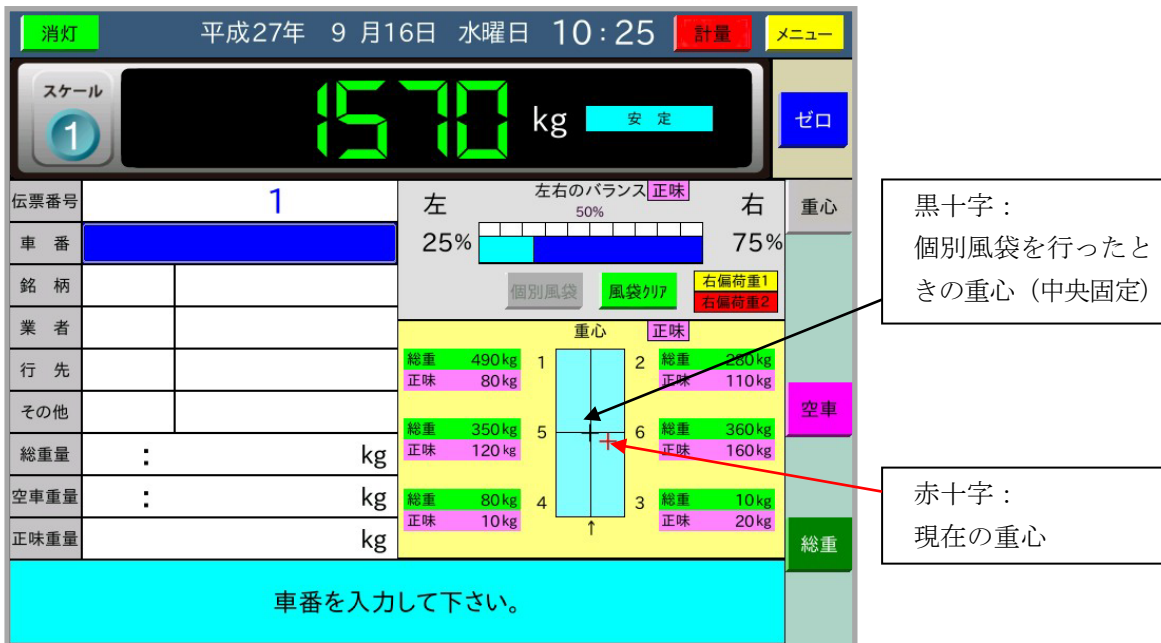 消灯
平成27年 9月16日 水曜日 10:25
計量
メニュー
スケール
1
1570 kg
安 定
ゼロ
伝票番号 1
車 番
銘 柄
業 者
行 先
その他
総重量 : kg
空車重量 : kg
正味重量 kg
左右のバランス 正味
左 50% 右
25% 75%
個別風袋
風袋クリア
右偏荷重1
右偏荷重2
重心 正味
総重 490kg 1 2 総重 280kg
正味 80kg 正味 110kg
総重 350kg 5 6 総重 360kg
正味 120kg 正味 160kg
総重 80kg 4 3 総重 10kg
正味 10kg 正味 20kg
↑
重心
空車
総重
車番を入力して下さい。
黒十字：
個別風袋を行ったと
きの重心（中央固定）
赤十字：
現在の重心